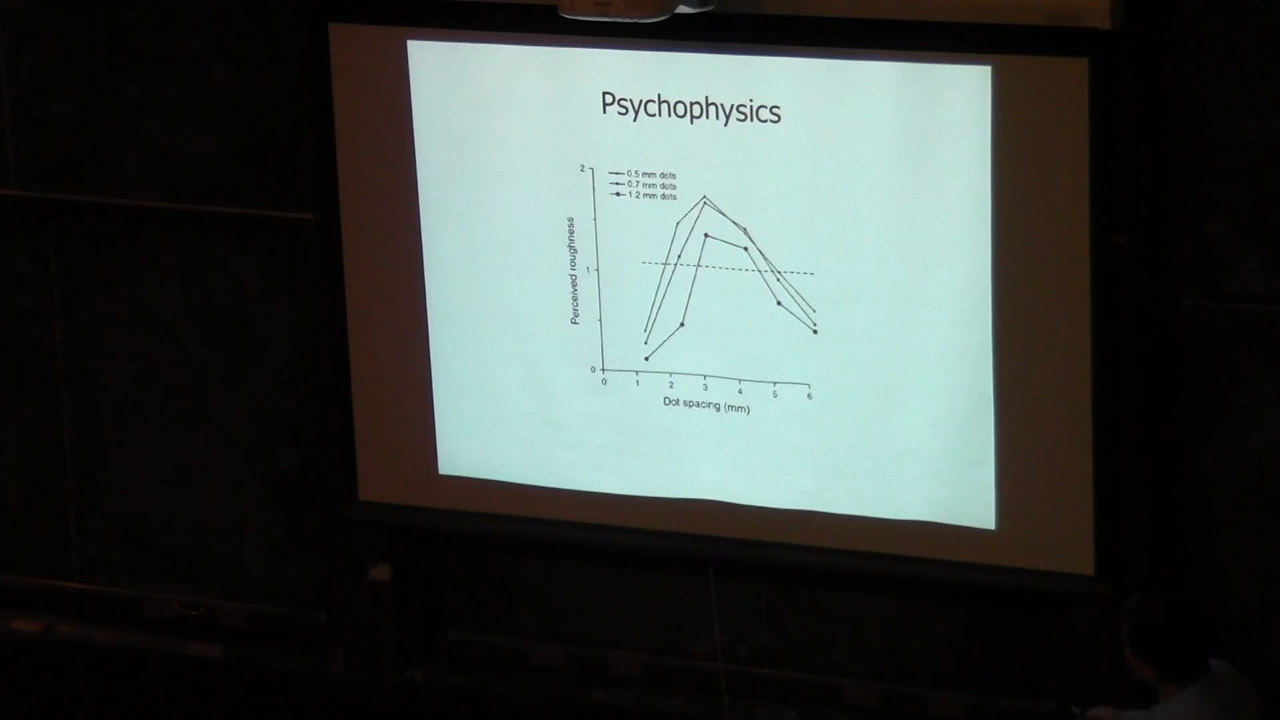 Psychophysics
2
0.5 mm dots
0.7 mm dots
1.2 mm dots
Perceived roughness
1
0
0 1 2 3 4 5 6
Dot spacing (mm)